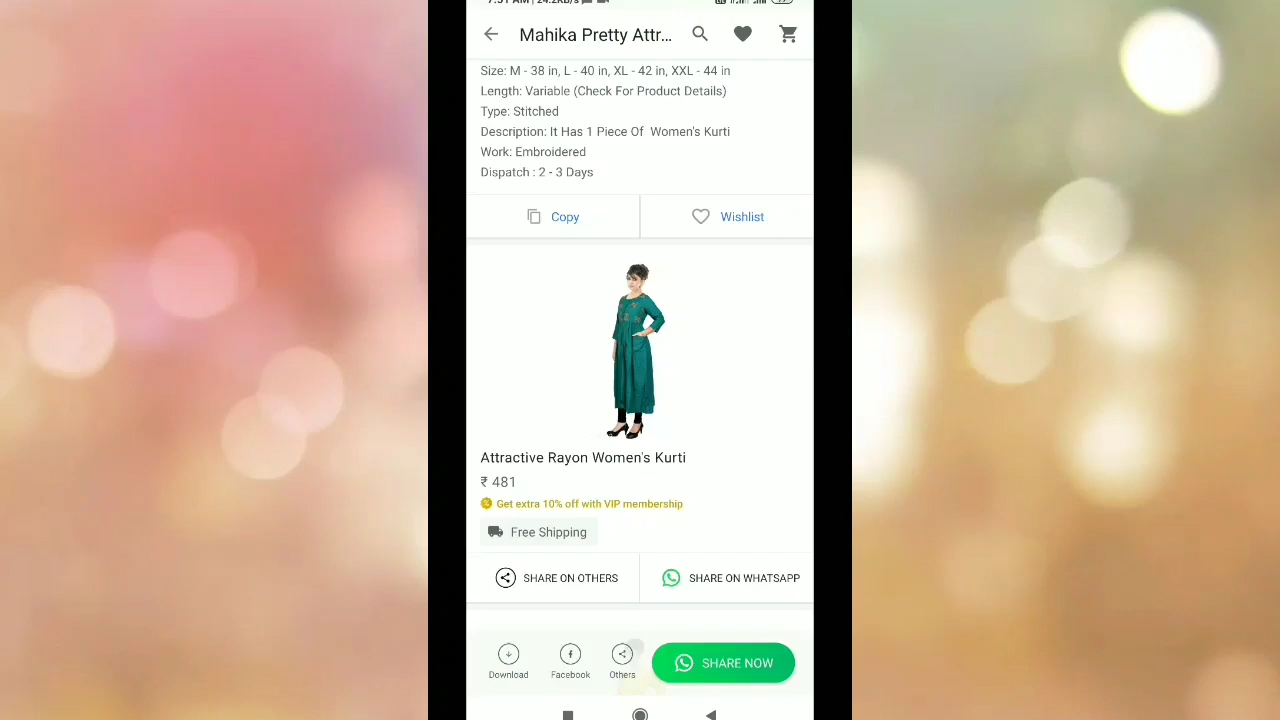 Mahika Pretty Attr...
Size: M - 38 in, L - 40 in, XL - 42 in, XXL - 44 in
Length: Variable (Check For Product Details)
Type: Stitched
Description: It Has 1 Piece Of Women's Kurti
Work: Embroidered
Dispatch : 2 - 3 Days
Copy
Wishlist
Attractive Rayon Women's Kurti
₹ 481
Get extra 10% off with VIP membership
Free Shipping
SHARE ON OTHERS
SHARE ON WHATSAPP
Download
Facebook
Others
SHARE NOW